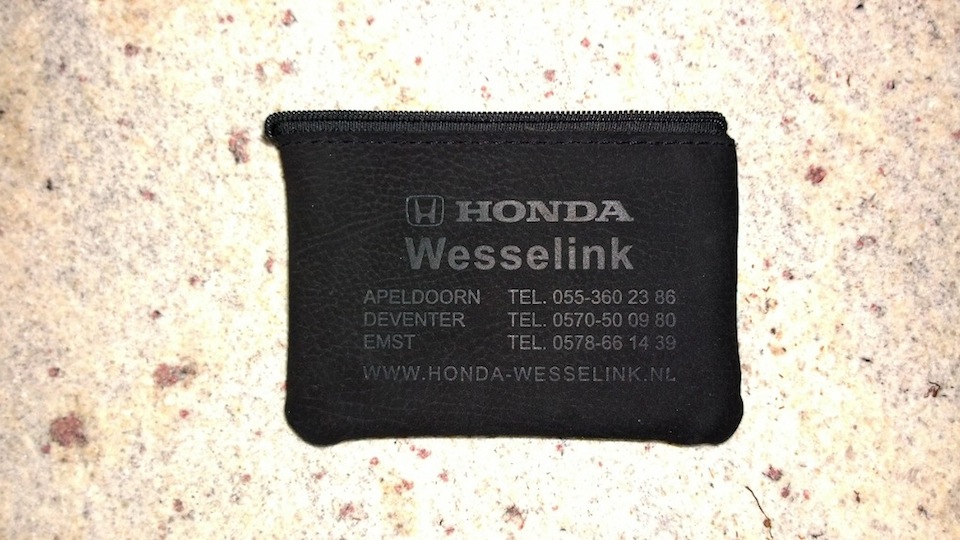 HONDA
Wesselink
APELDOORN TEL. 055-360 23 86
DEVENTER TEL. 0570-50 09 80
EMST TEL. 0578-66 14 39
WWW.HONDA-WESSELINK.NL